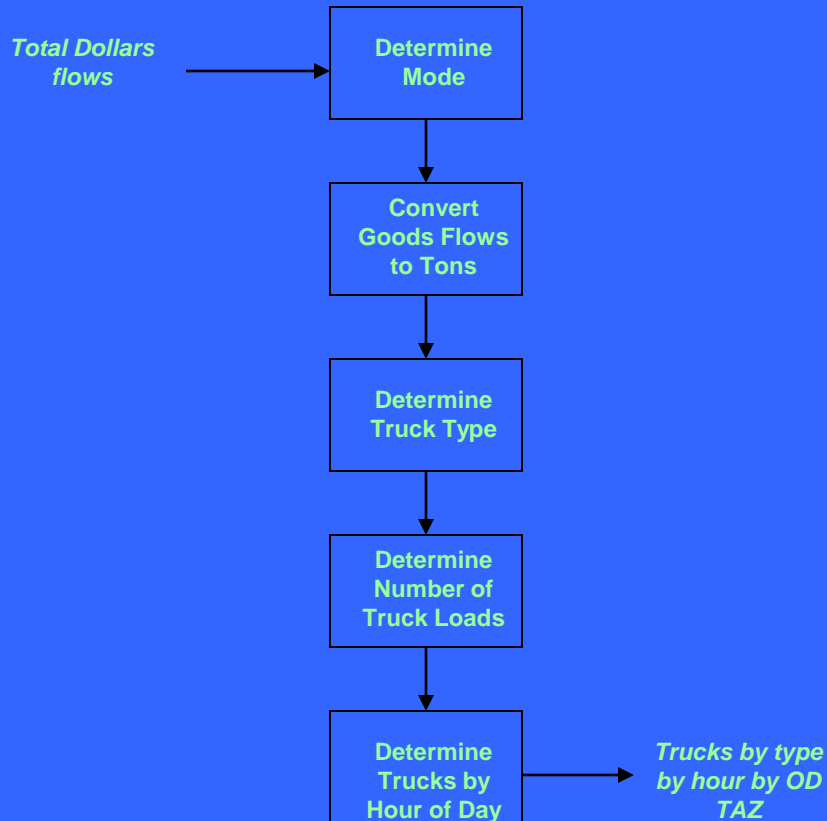 Total Dollars
flows
Determine
Mode
Convert
Goods Flows
to Tons
Determine
Truck Type
Determine
Number of
Truck Loads
Determine
Trucks by
Hour of Day
Trucks by type
by hour by OD
TAZ